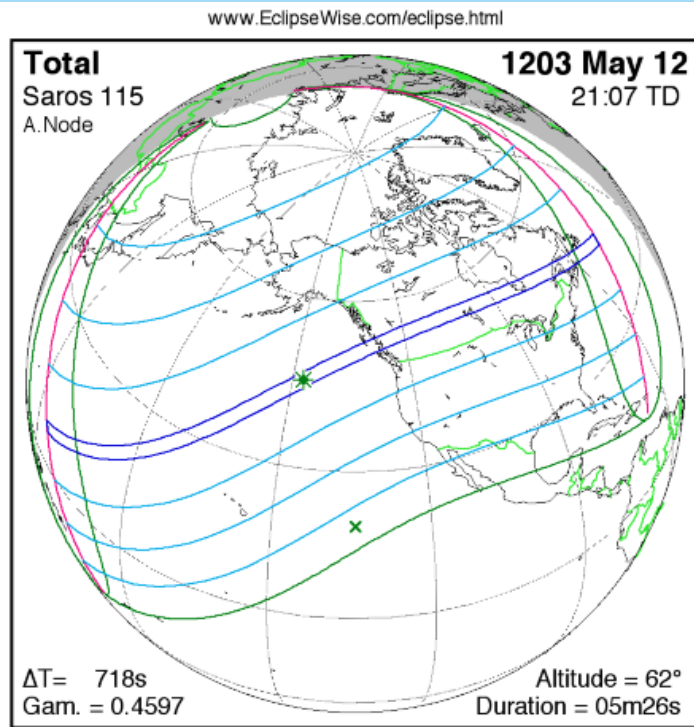 www.EclipseWise.com/eclipse.html
Total
1203 May 12
Saros 115
21:07 TD
A.Node
ΔT= 718s
Altitude = 62°
Gam. = 0.4597
Duration = 05m26s